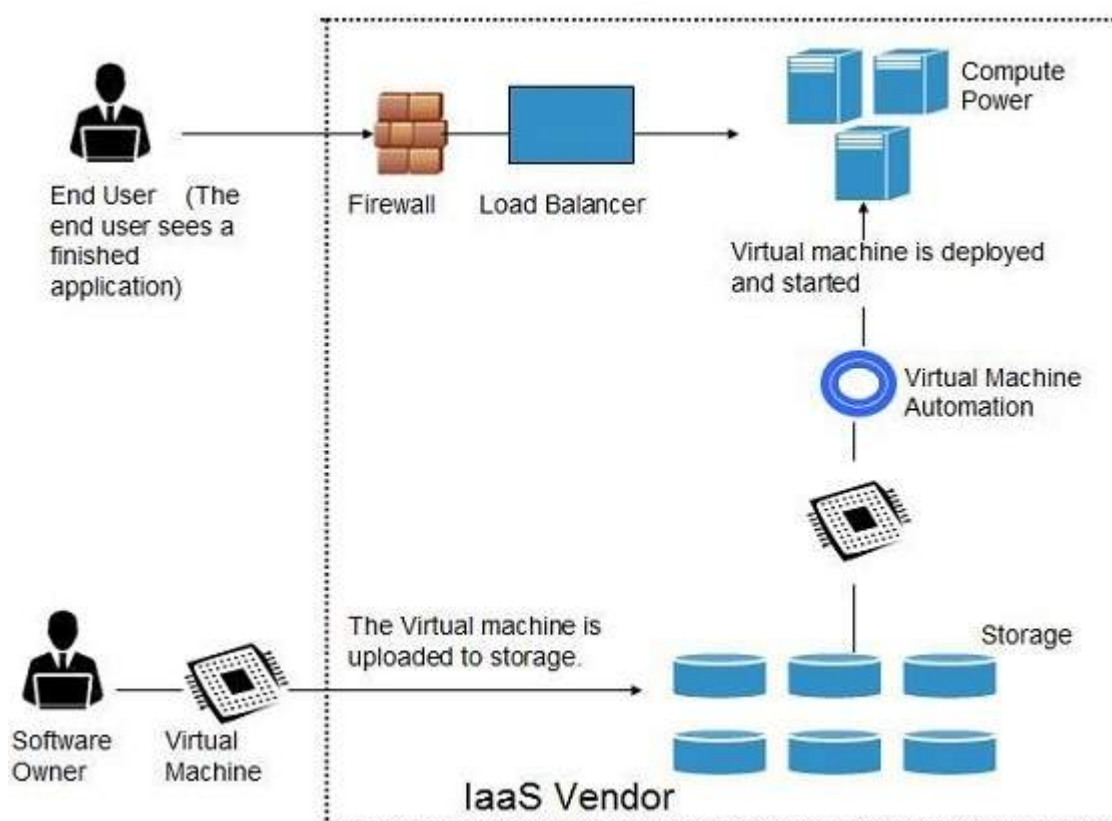 Compute
Power
End User (The
end user sees a
finished
application)
Firewall
Load Balancer
Virtual machine is deployed
and started
Virtual Machine
Automation
The Virtual machine is
uploaded to storage.
Storage
Software
Owner
Virtual
Machine
IaaS Vendor